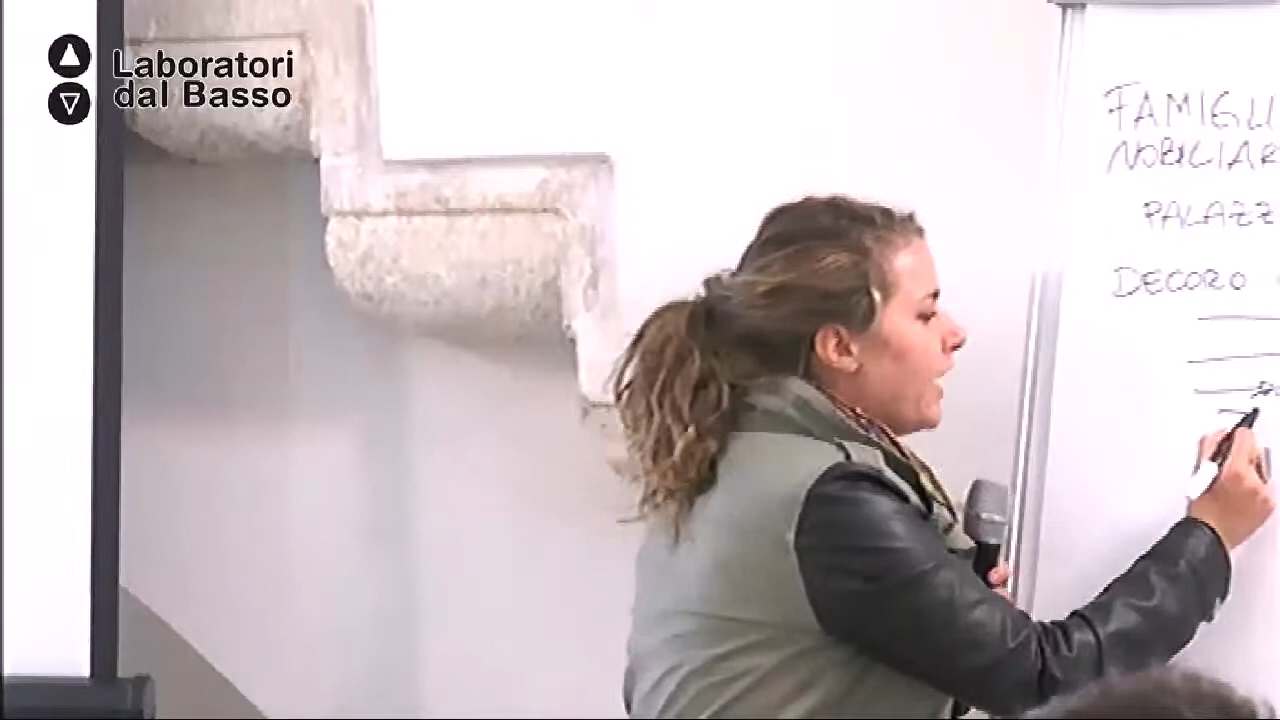 Laboratori
dal Basso
FAMIGLI
NOBILIAR
PALAZZ
DECORO